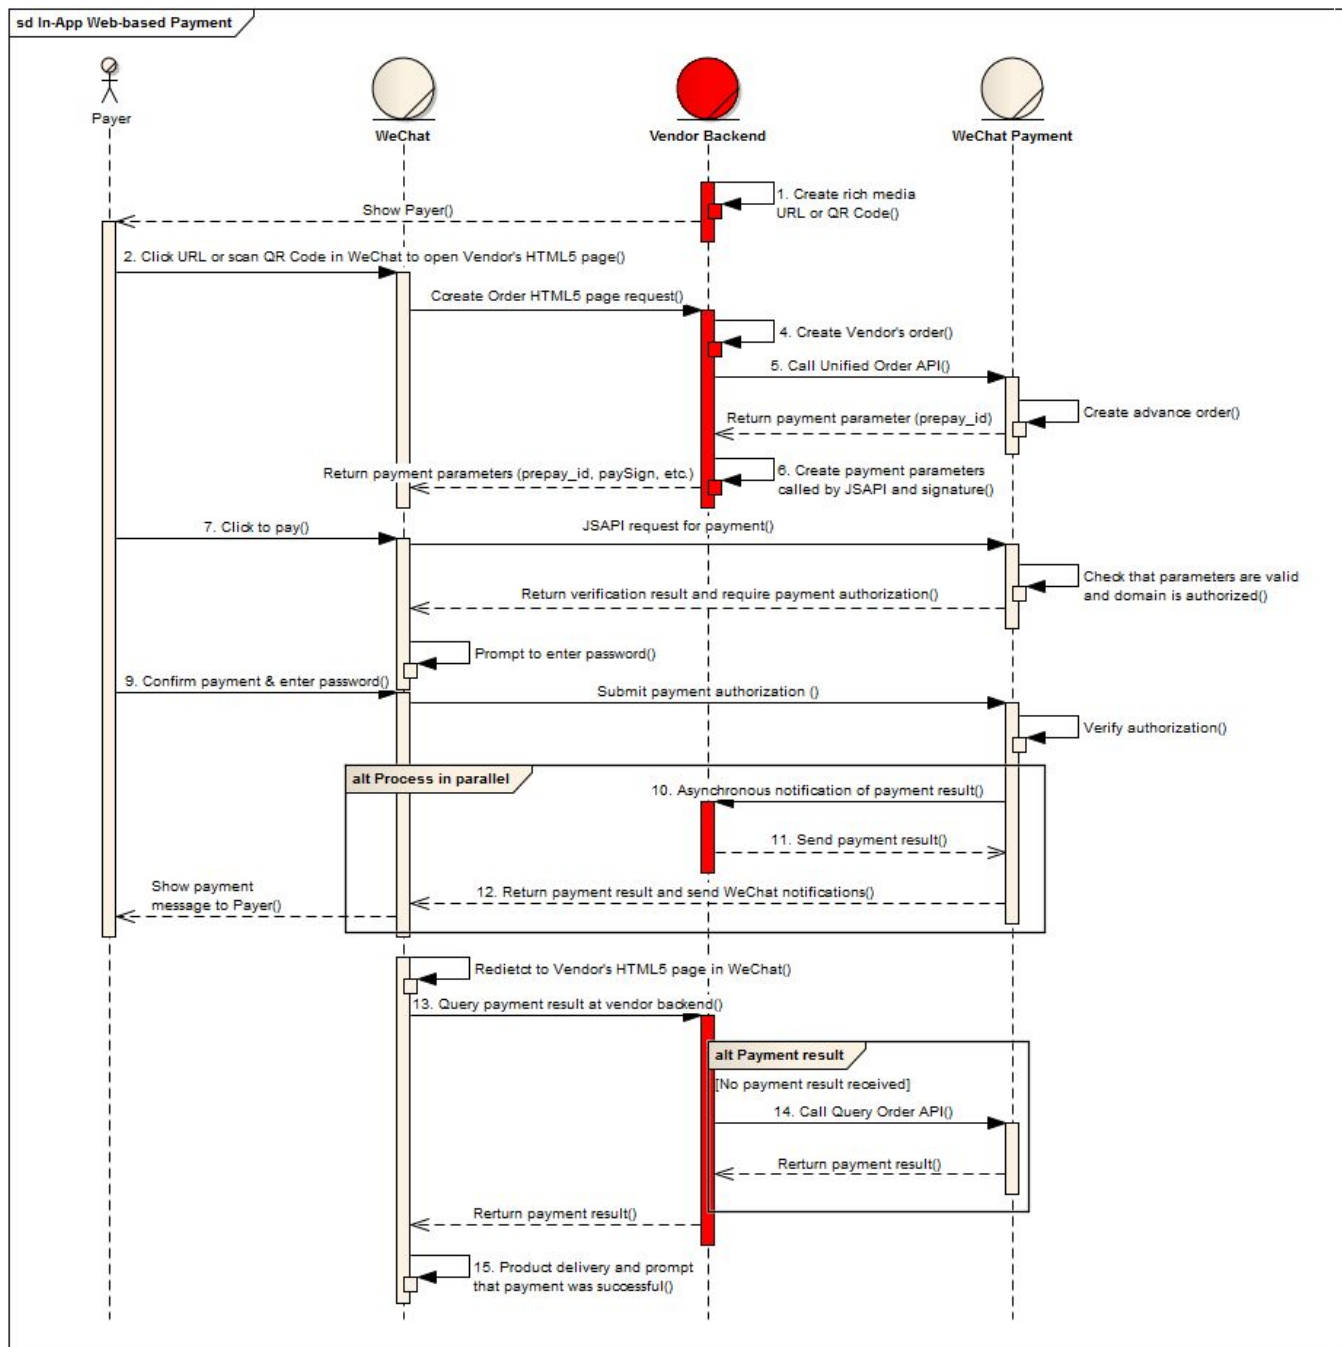 sd In-App Web-based Payment
Payer
WeChat
Vendor Backend
WeChat Payment
1. Create rich media
URL or QR Code()
Show Payer()
2. Click URL or scan QR Code in WeChat to open Vendor's HTML5 page()
Ccreate Order HTML5 page request()
4. Create Vendor's order()
5. Call Unified Order API()
Create advance order()
Return payment parameter (prepay_id)
6. Create payment parameters
called by JSAPI and signature()
Return payment parameters (prepay_id, paySign, etc.)
7. Click to pay()
JSAPI request for payment()
Check that parameters are valid
and domain is authorized()
Return verification result and require payment authorization()
Prompt to enter password()
9. Confirm payment & enter password()
Submit payment authorization ()
Verify authorization()
alt Process in parallel
10. Asynchronous notification of payment result()
11. Send payment result()
12. Return payment result and send WeChat notifications()
Show payment
message to Payer()
Redietct to Vendor's HTML5 page in WeChat()
13. Query payment result at vendor backend()
alt Payment result
[No payment result received]
14. Call Query Order API()
Rerturn payment result()
Rerturn payment result()
15. Product delivery and prompt
that payment was successful()